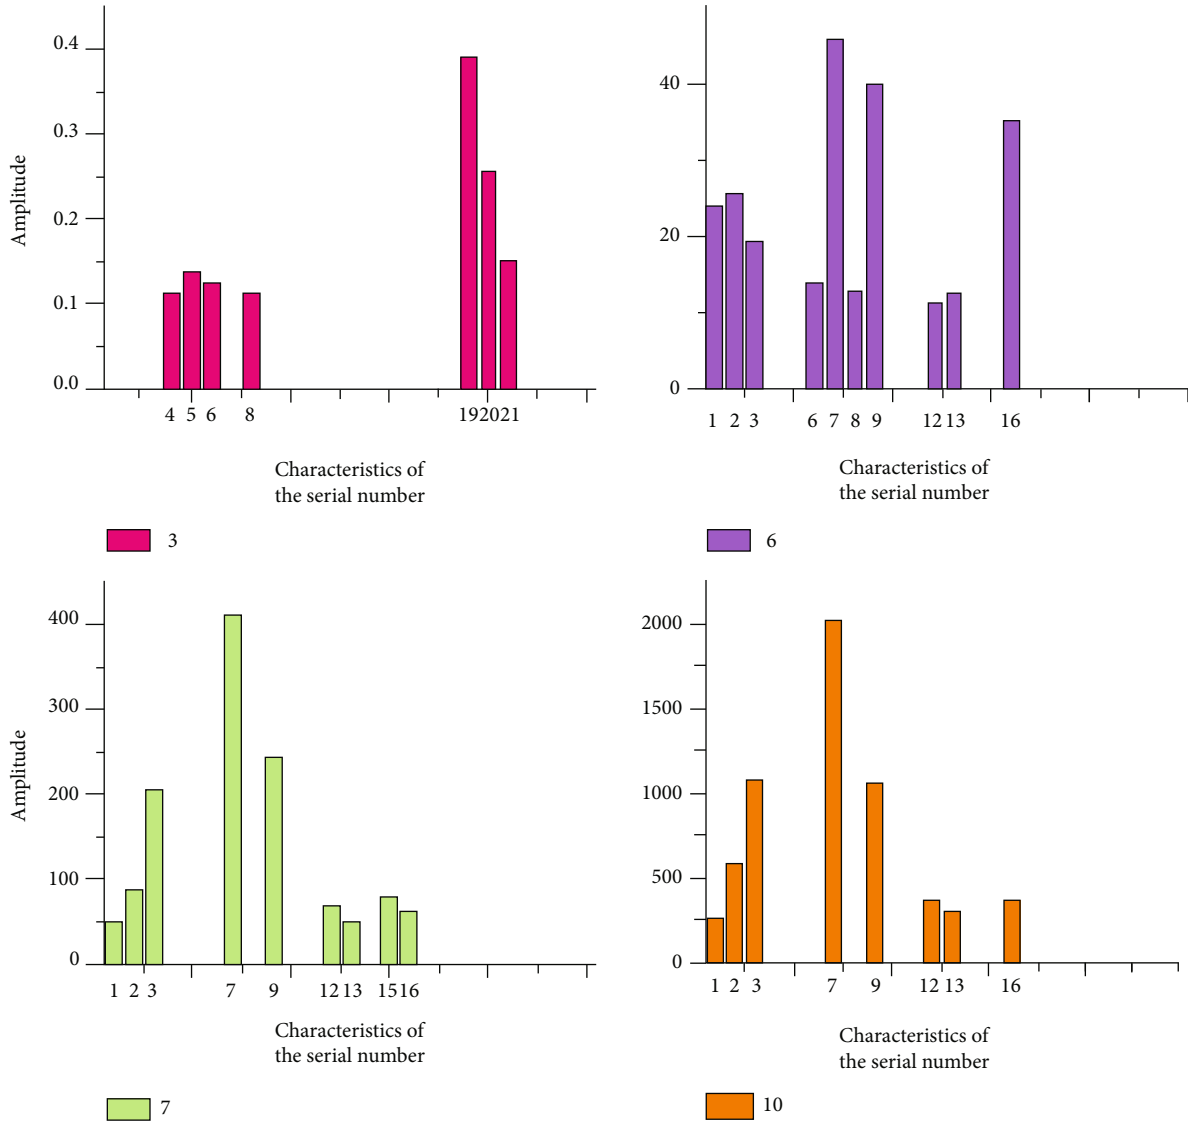 Amplitude
0.4
0.3
0.2
0.1
0.0
4 5 6 8 192021
Characteristics of
the serial number
3
40
20
0
1 2 3 6 7 8 9 12 13 16
Characteristics of
the serial number
6
Amplitude
400
300
200
100
0
1 2 3 7 9 12 13 15 16
Characteristics of
the serial number
7
2000
1500
1000
500
0
1 2 3 7 9 12 13 16
Characteristics of
the serial number
10